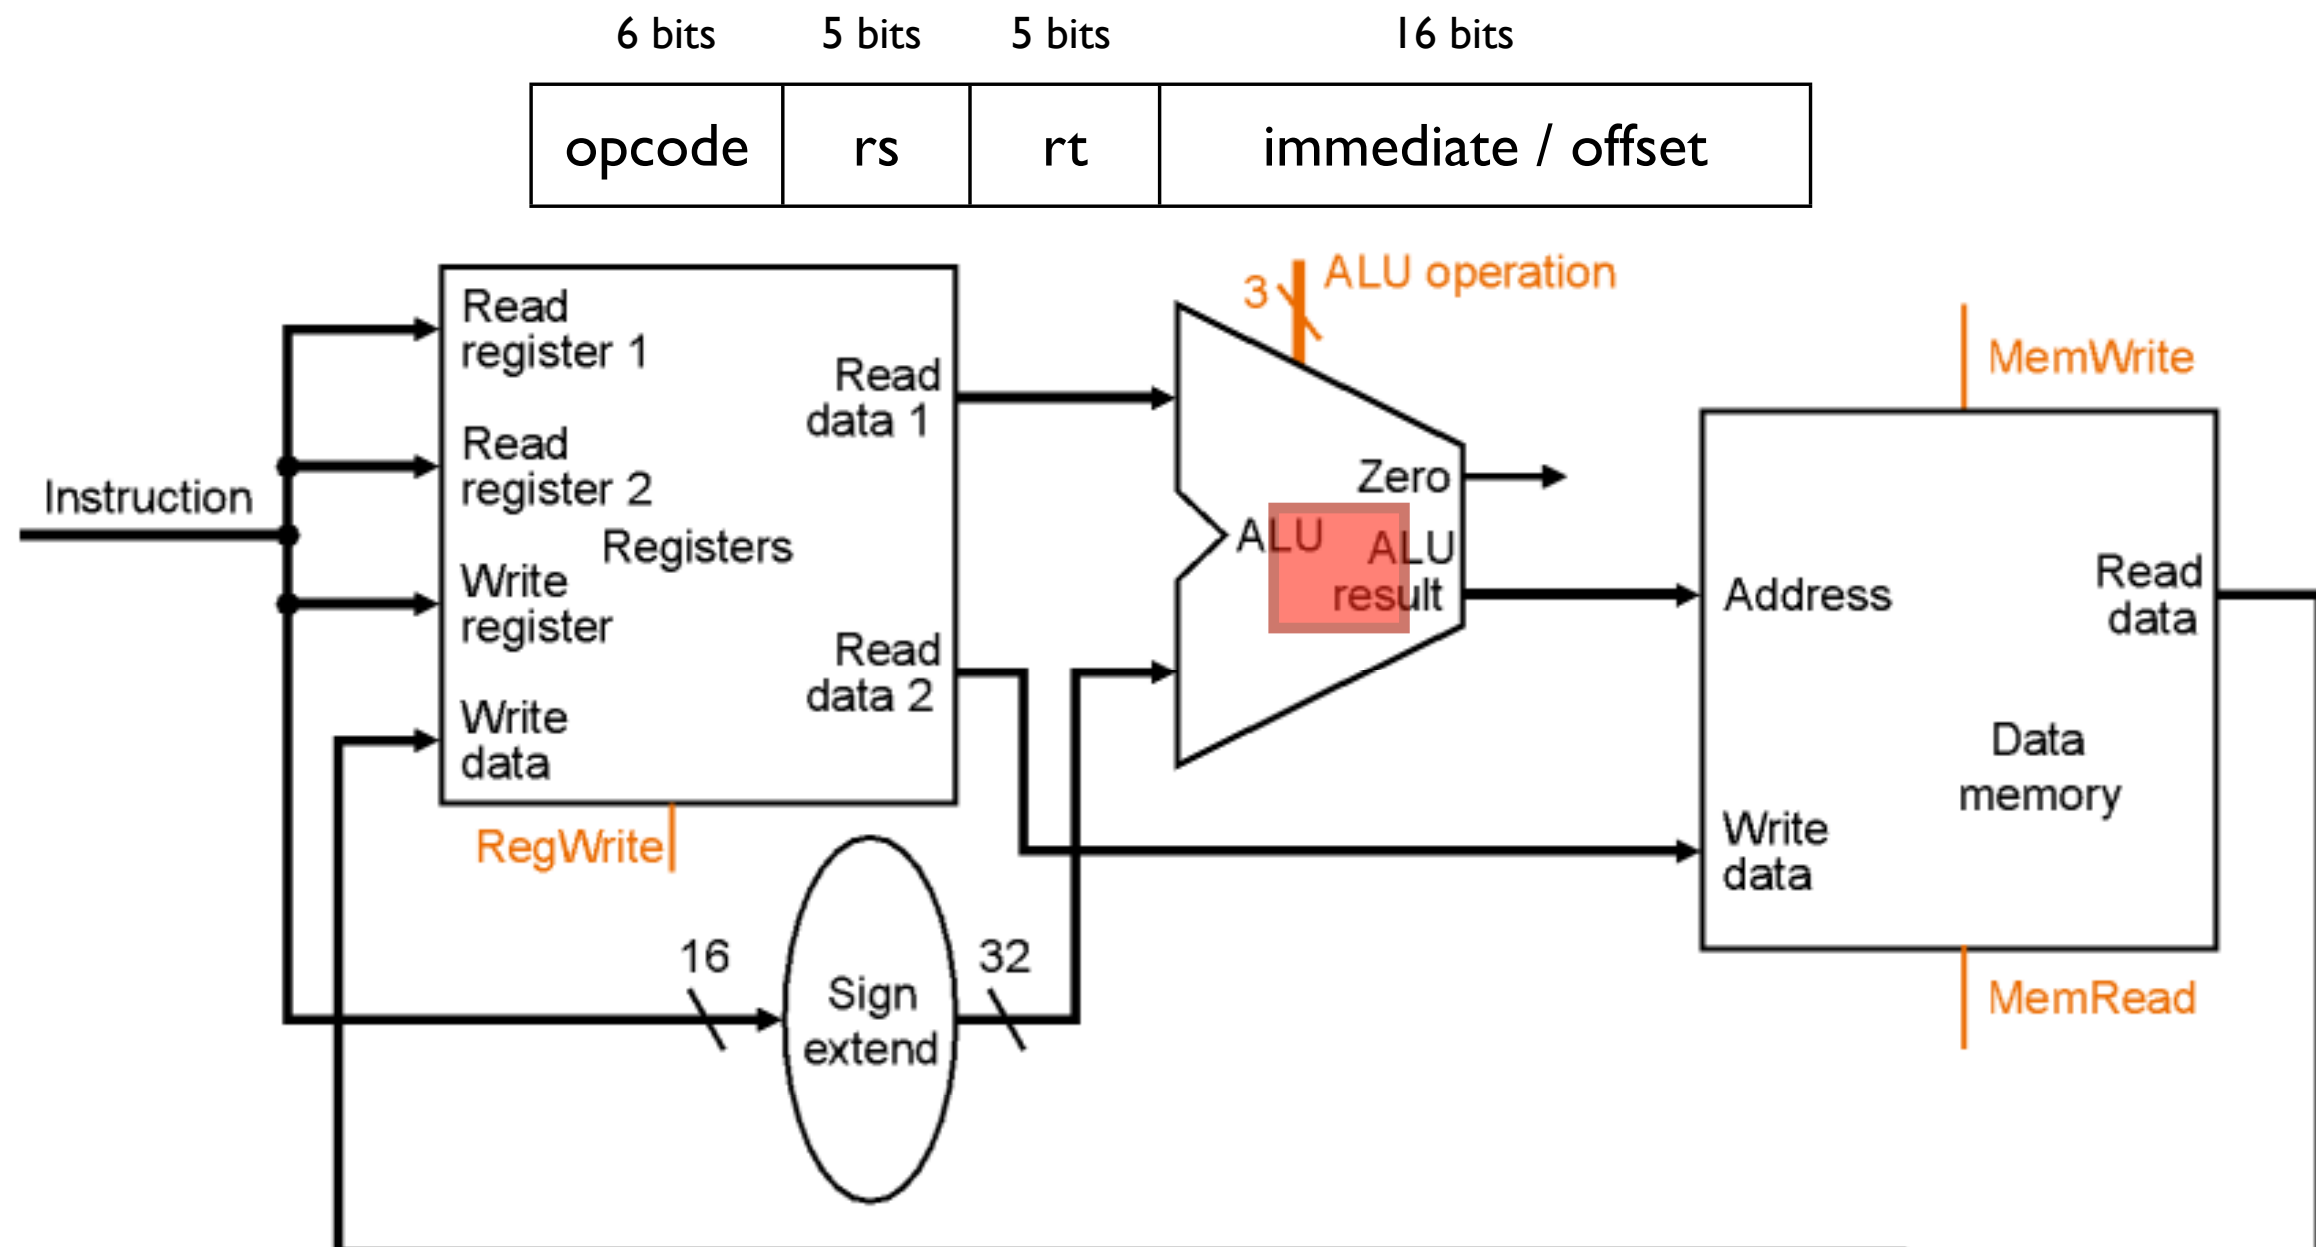 6 bits 5 bits 5 bits 16 bits
opcode rs rt immediate / offset
3 ALU operation
Read
register 1
Read
data 1
MemWrite
Read
register 2
Zero
Instruction
Registers
ALU
ALU
result
Write
register
Address
Read
data
Read
data 2
Write
data
Data
memory
RegWrite
Write
data
16
32
Sign
extend
MemRead